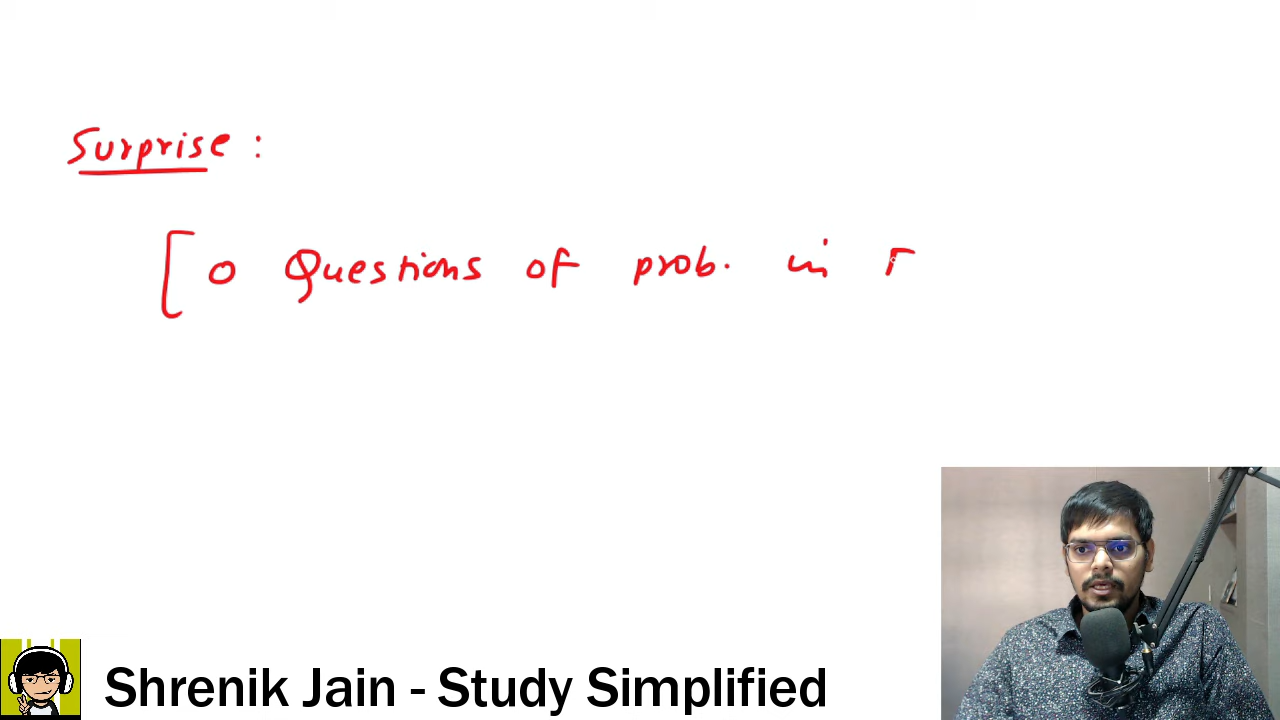 Surprise :
[ 0 Questions of prob. in
Shrenik Jain - Study Simplified